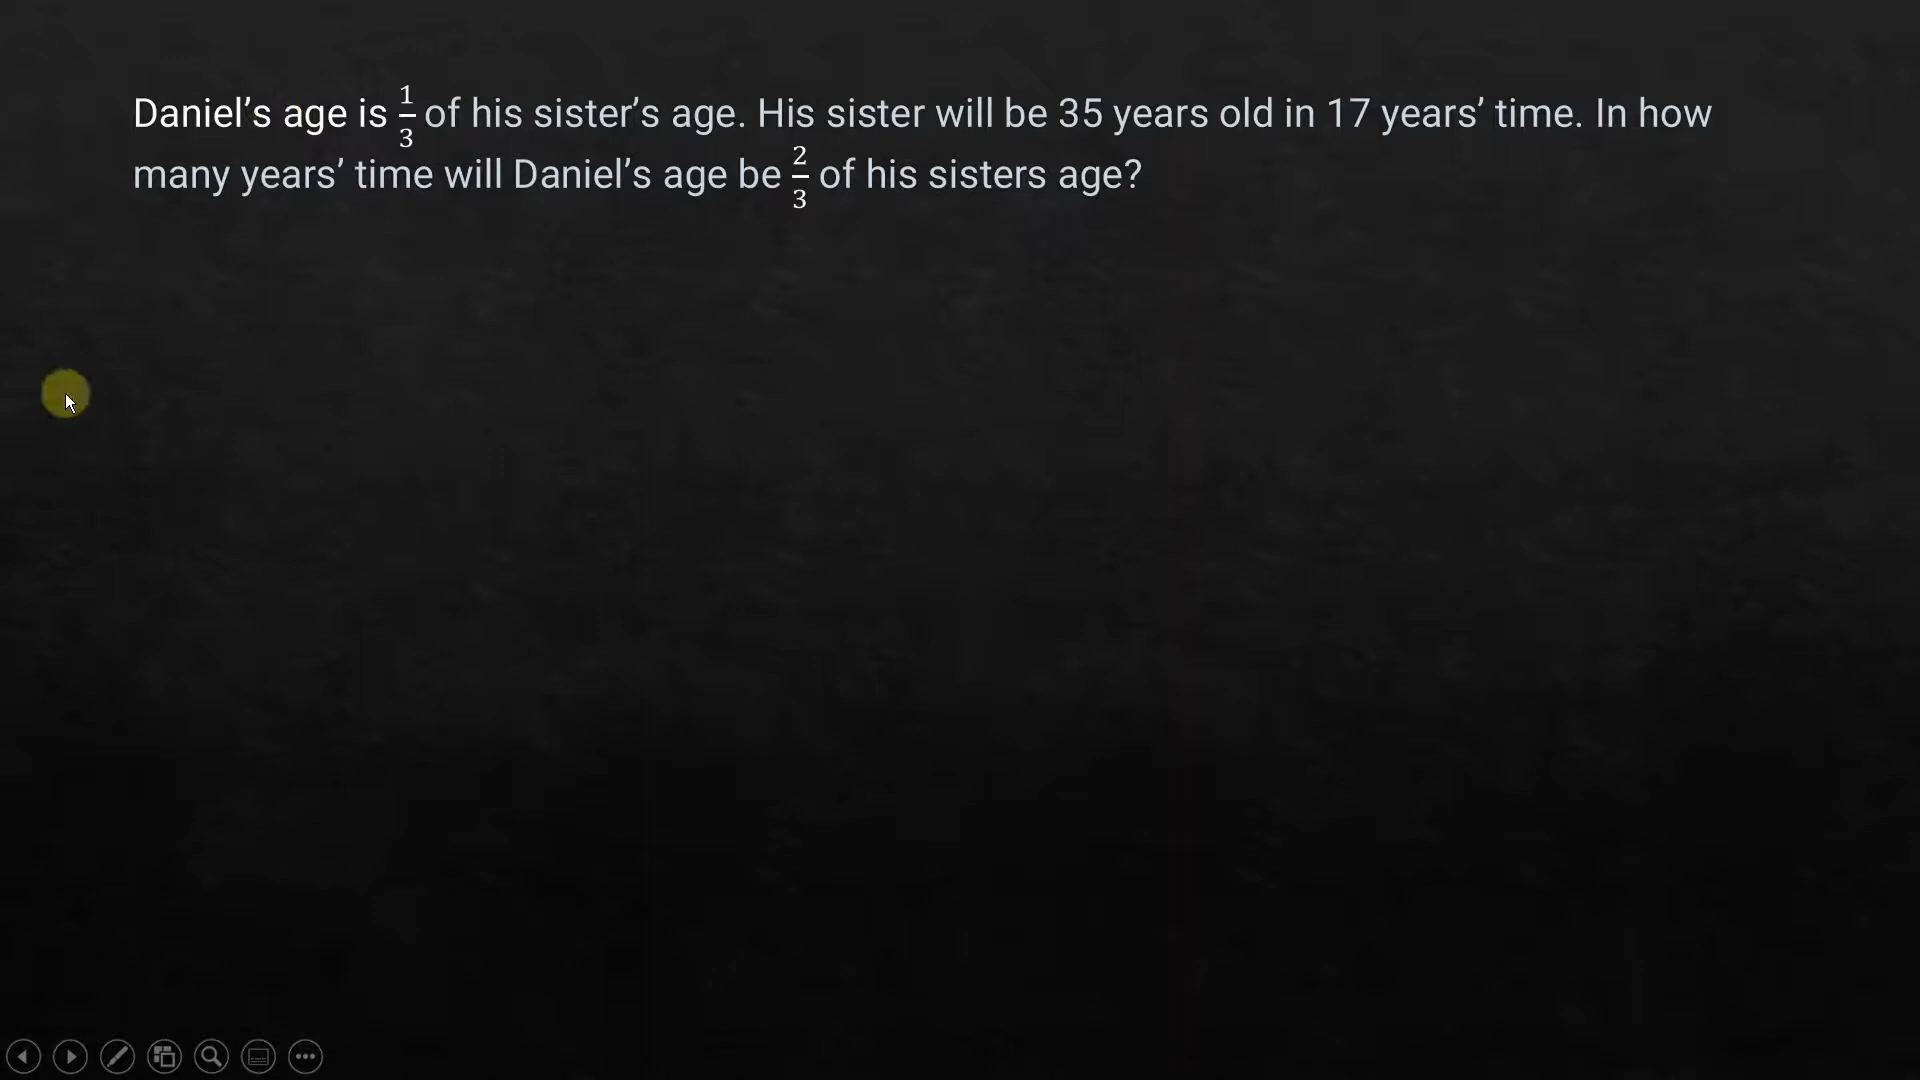 Daniel’s age is 1/3 of his sister’s age. His sister will be 35 years old in 17 years’ time. In how
many years’ time will Daniel’s age be 2/3 of his sisters age?